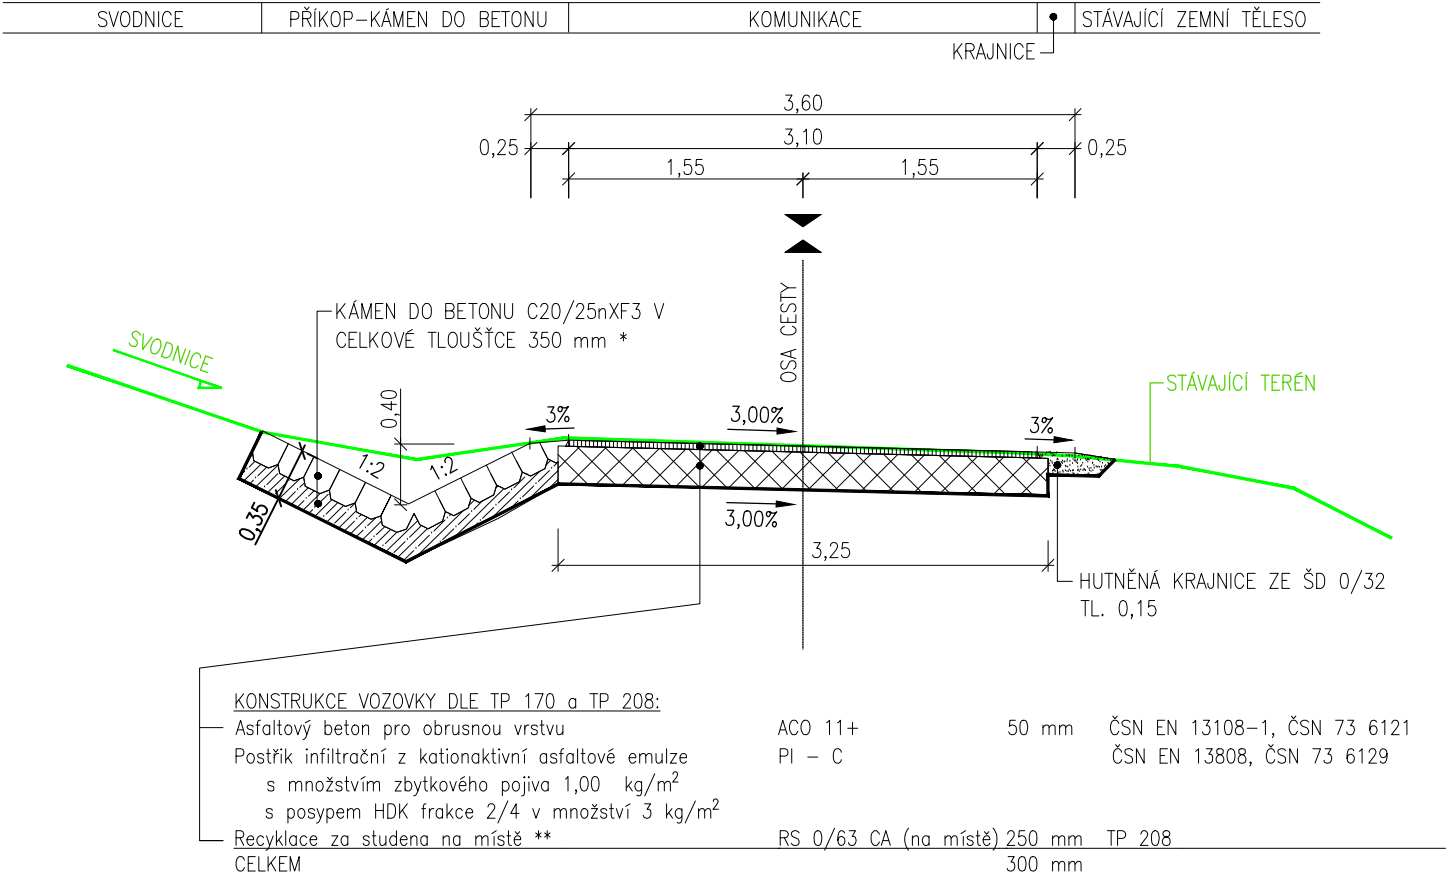 SVODNICE PŘÍKOP-KÁMEN DO BETONU KOMUNIKACE STÁVAJÍCÍ ZEMNÍ TĚLESO
KRAJNICE
3,60
0,25 3,10 0,25
1,55 1,55
OSA CESTY
KÁMEN DO BETONU C20/25nXF3 V
CELKOVÉ TLOUŠŤCE 350 mm *
SVODNICE
STÁVAJÍCÍ TERÉN
0,40
3% 3,00% 3%
1:2 1:2
0,35
3,00%
3,25
HUTNĚNÁ KRAJNICE ZE ŠD 0/32
TL. 0,15
KONSTRUKCE VOZOVKY DLE TP 170 a TP 208:
Asfaltový beton pro obrusnou vrstvu ACO 11+ 50 mm ČSN EN 13108-1, ČSN 73 6121
Postřik infiltrační z kationaktivní asfaltové emulze PI - C ČSN EN 13808, ČSN 73 6129
s množstvím zbytkového pojiva 1,00 kg/m²
s posypem HDK frakce 2/4 v množství 3 kg/m²
Recyklace za studena na místě ** RS 0/63 CA (na místě) 250 mm TP 208
CELKEM 300 mm